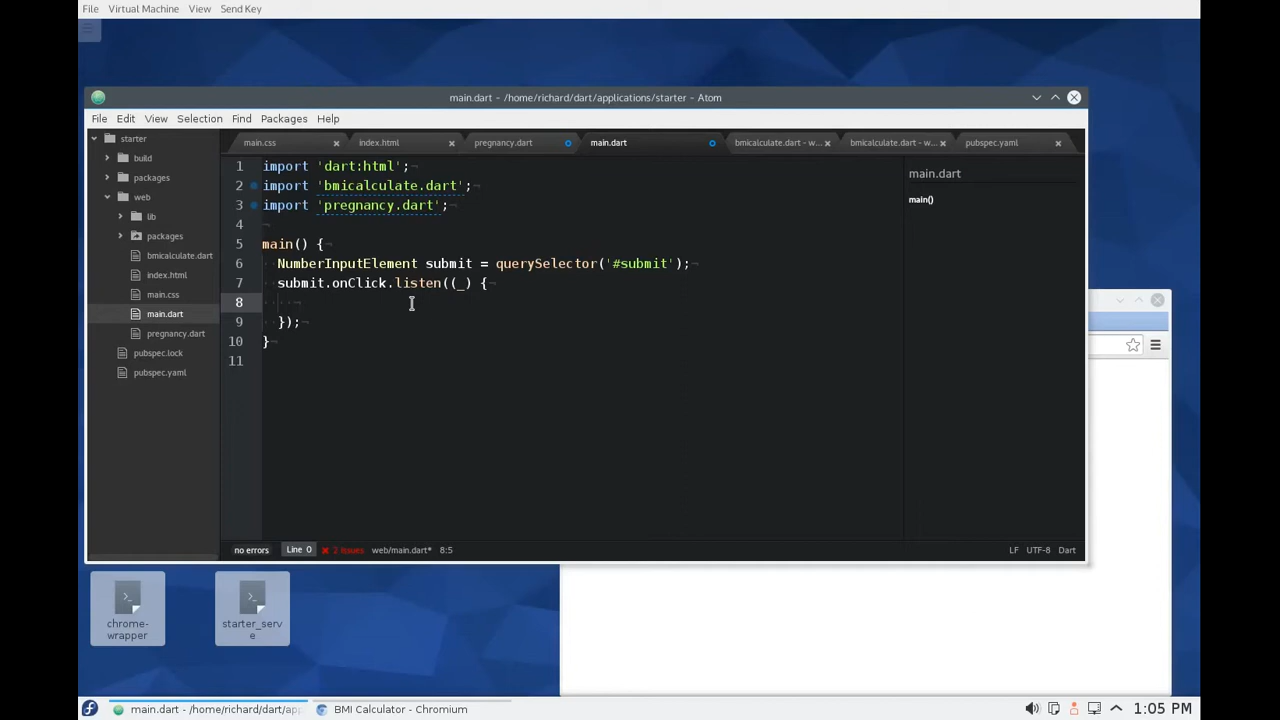 File Virtual Machine View Send Key
main.dart - /home/richard/dart/applications/starter - Atom
File Edit View Selection Find Packages Help
starter
build
packages
web
lib
packages
bmicalculate.dart
index.html
main.css
main.dart
pregnancy.dart
pubspec.lock
pubspec.yaml
main.css index.html pregnancy.dart main.dart bmicalculate.dart - w... bmicalculate.dart - w... pubspec.yaml
1 import 'dart:html';
2 import 'bmicalculate.dart';
3 import 'pregnancy.dart';
4
5 main() {
6 NumberInputElement submit = querySelector('#submit');
7 submit.onClick.listen((_) {
8
9 });
10 }
11
main.dart
main()
no errors Line 0 2 issues web/main.dart* 8:5 LF UTF-8 Dart
chrome-
wrapper
starter_serv
e
main.dart - /home/richard/dart/ap
BMI Calculator - Chromium
1:05 PM